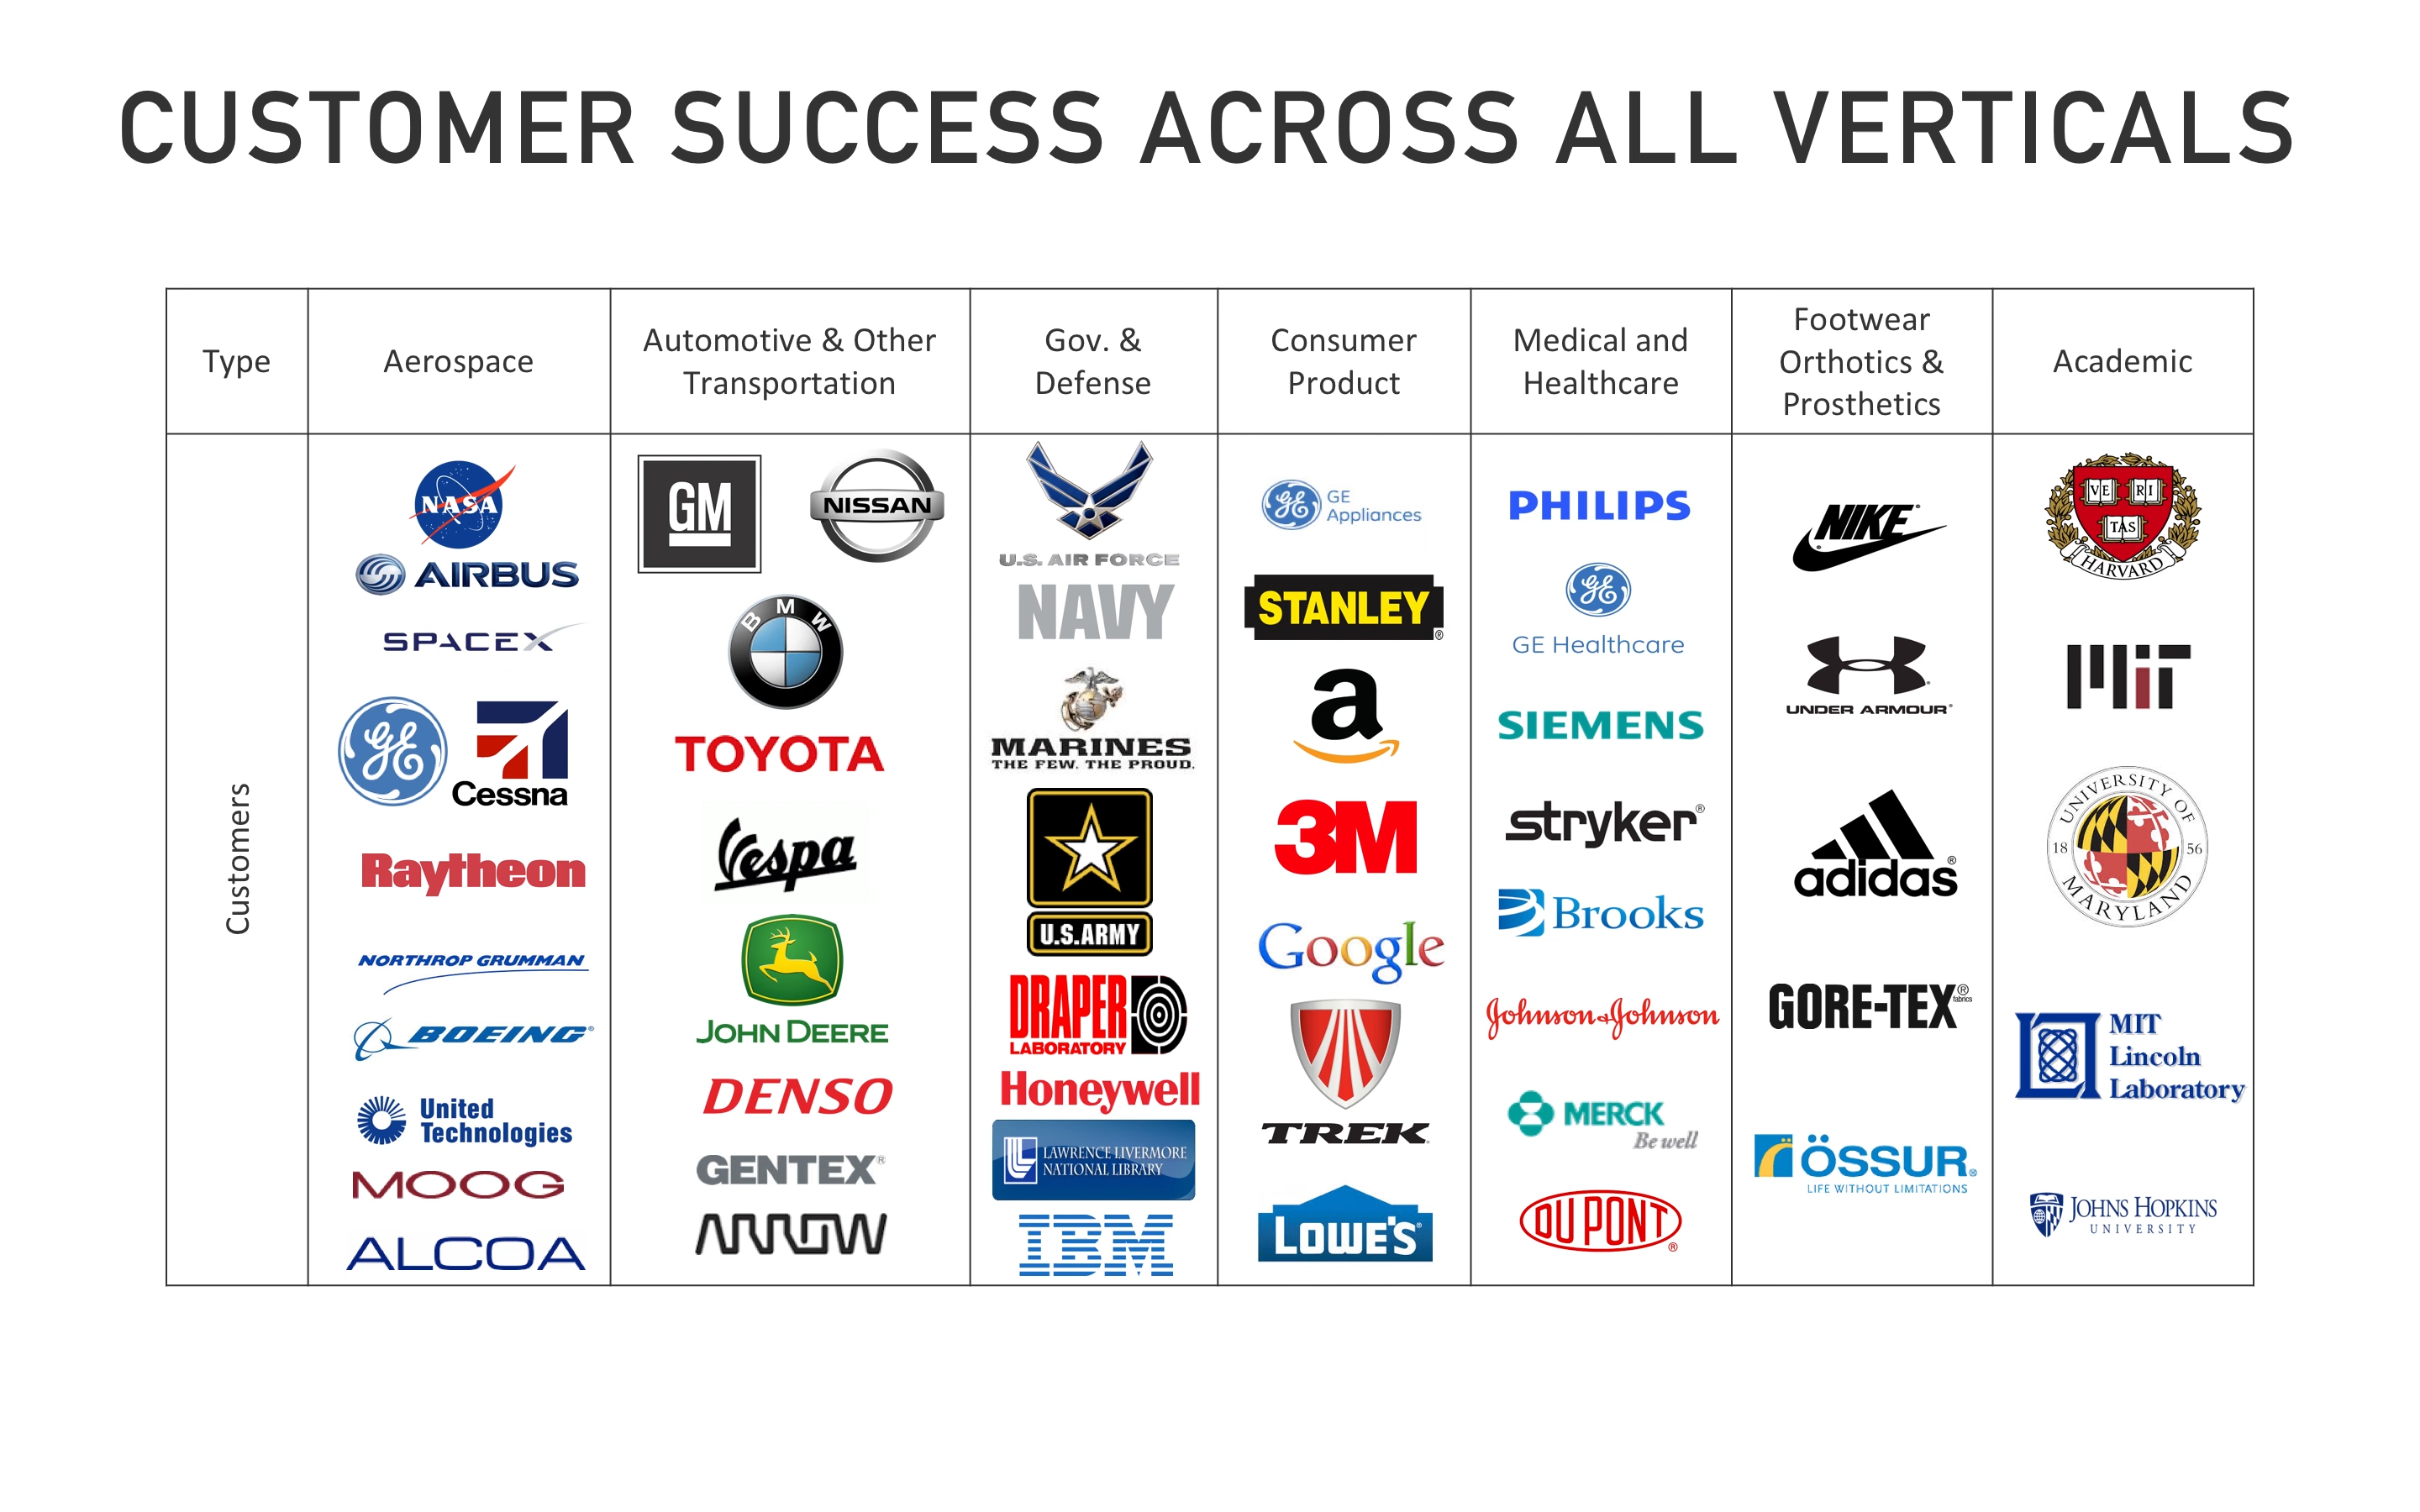 CUSTOMER SUCCESS ACROSS ALL VERTICALS
Type
Aerospace
Automotive & Other
Transportation
Gov. &
Defense
Consumer
Product
Medical and
Healthcare
Footwear
Orthotics &
Prosthetics
Academic
Customers
NASA
AIRBUS
SPACEX
GE
Cessna
Raytheon
NORTHROP GRUMMAN
BOEING®
United
Technologies
MOOG
ALCOA
GM
NISSAN
BMW
TOYOTA
Vespa
JOHN DEERE
DENSO
GENTEX®
ARROW
U.S. AIR FORCE
NAVY
MARINES
THE FEW. THE PROUD.
U.S.ARMY
DRAPER
LABORATORY
Honeywell
LAWRENCE LIVERMORE
NATIONAL LIBRARY
IBM
GE
GE
Appliances
STANLEY®
a
3M
Google
TREK
LOWE'S
PHILIPS
GE
GE Healthcare
SIEMENS
stryker®
Brooks
Johnson&Johnson
MERCK
Be well
DU PONT®
NIKE
UNDER ARMOUR
adidas®
GORE-TEX®
fabrics
ÖSSUR®
LIFE WITHOUT LIMITATIONS
VE RI
TAS
HARVARD
MIT
UNIVERSITY OF
18 56
MARYLAND
MIT
Lincoln
Laboratory
JOHNS HOPKINS
UNIVERSITY